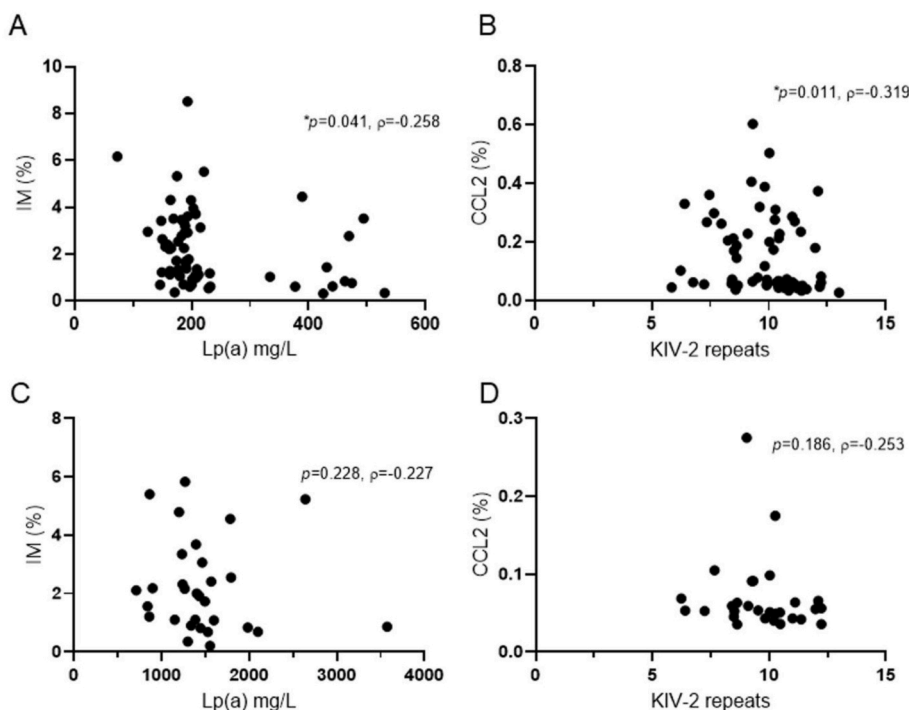 A
10
8
6
4
2
0
IM (%)
*p=0.041, ρ=-0.258
0
200
400
600
Lp(a) mg/L
B
0.8
0.6
0.4
0.2
0.0
CCL2 (%)
*p=0.011, ρ=-0.319
0
5
10
15
KIV-2 repeats
C
8
6
4
2
0
IM (%)
p=0.228, ρ=-0.227
0
1000
2000
3000
4000
Lp(a) mg/L
D
0.3
0.2
0.1
0.0
CCL2 (%)
p=0.186, ρ=-0.253
0
5
10
15
KIV-2 repeats